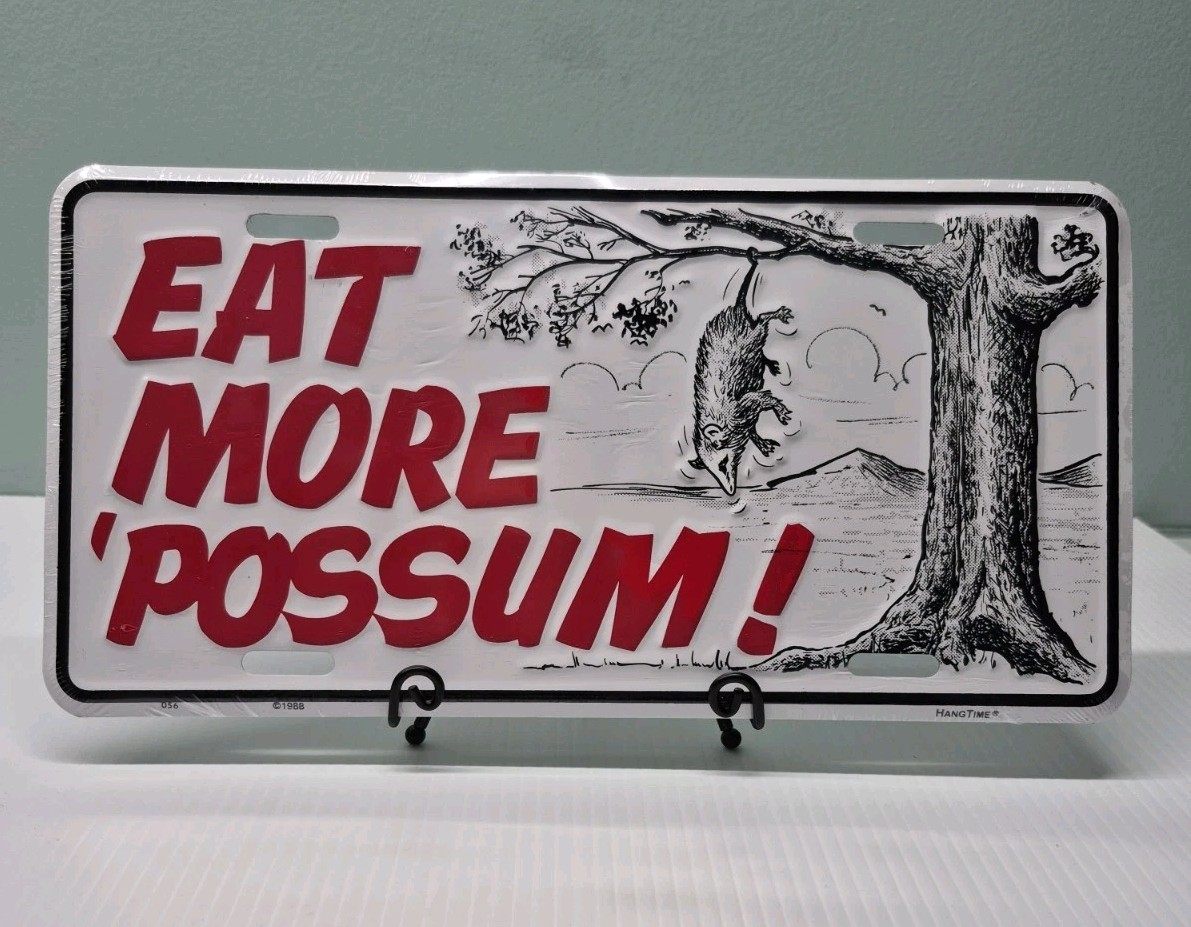 EAT
MORE
'POSSUM!
056 ©1988 HANGTIME®